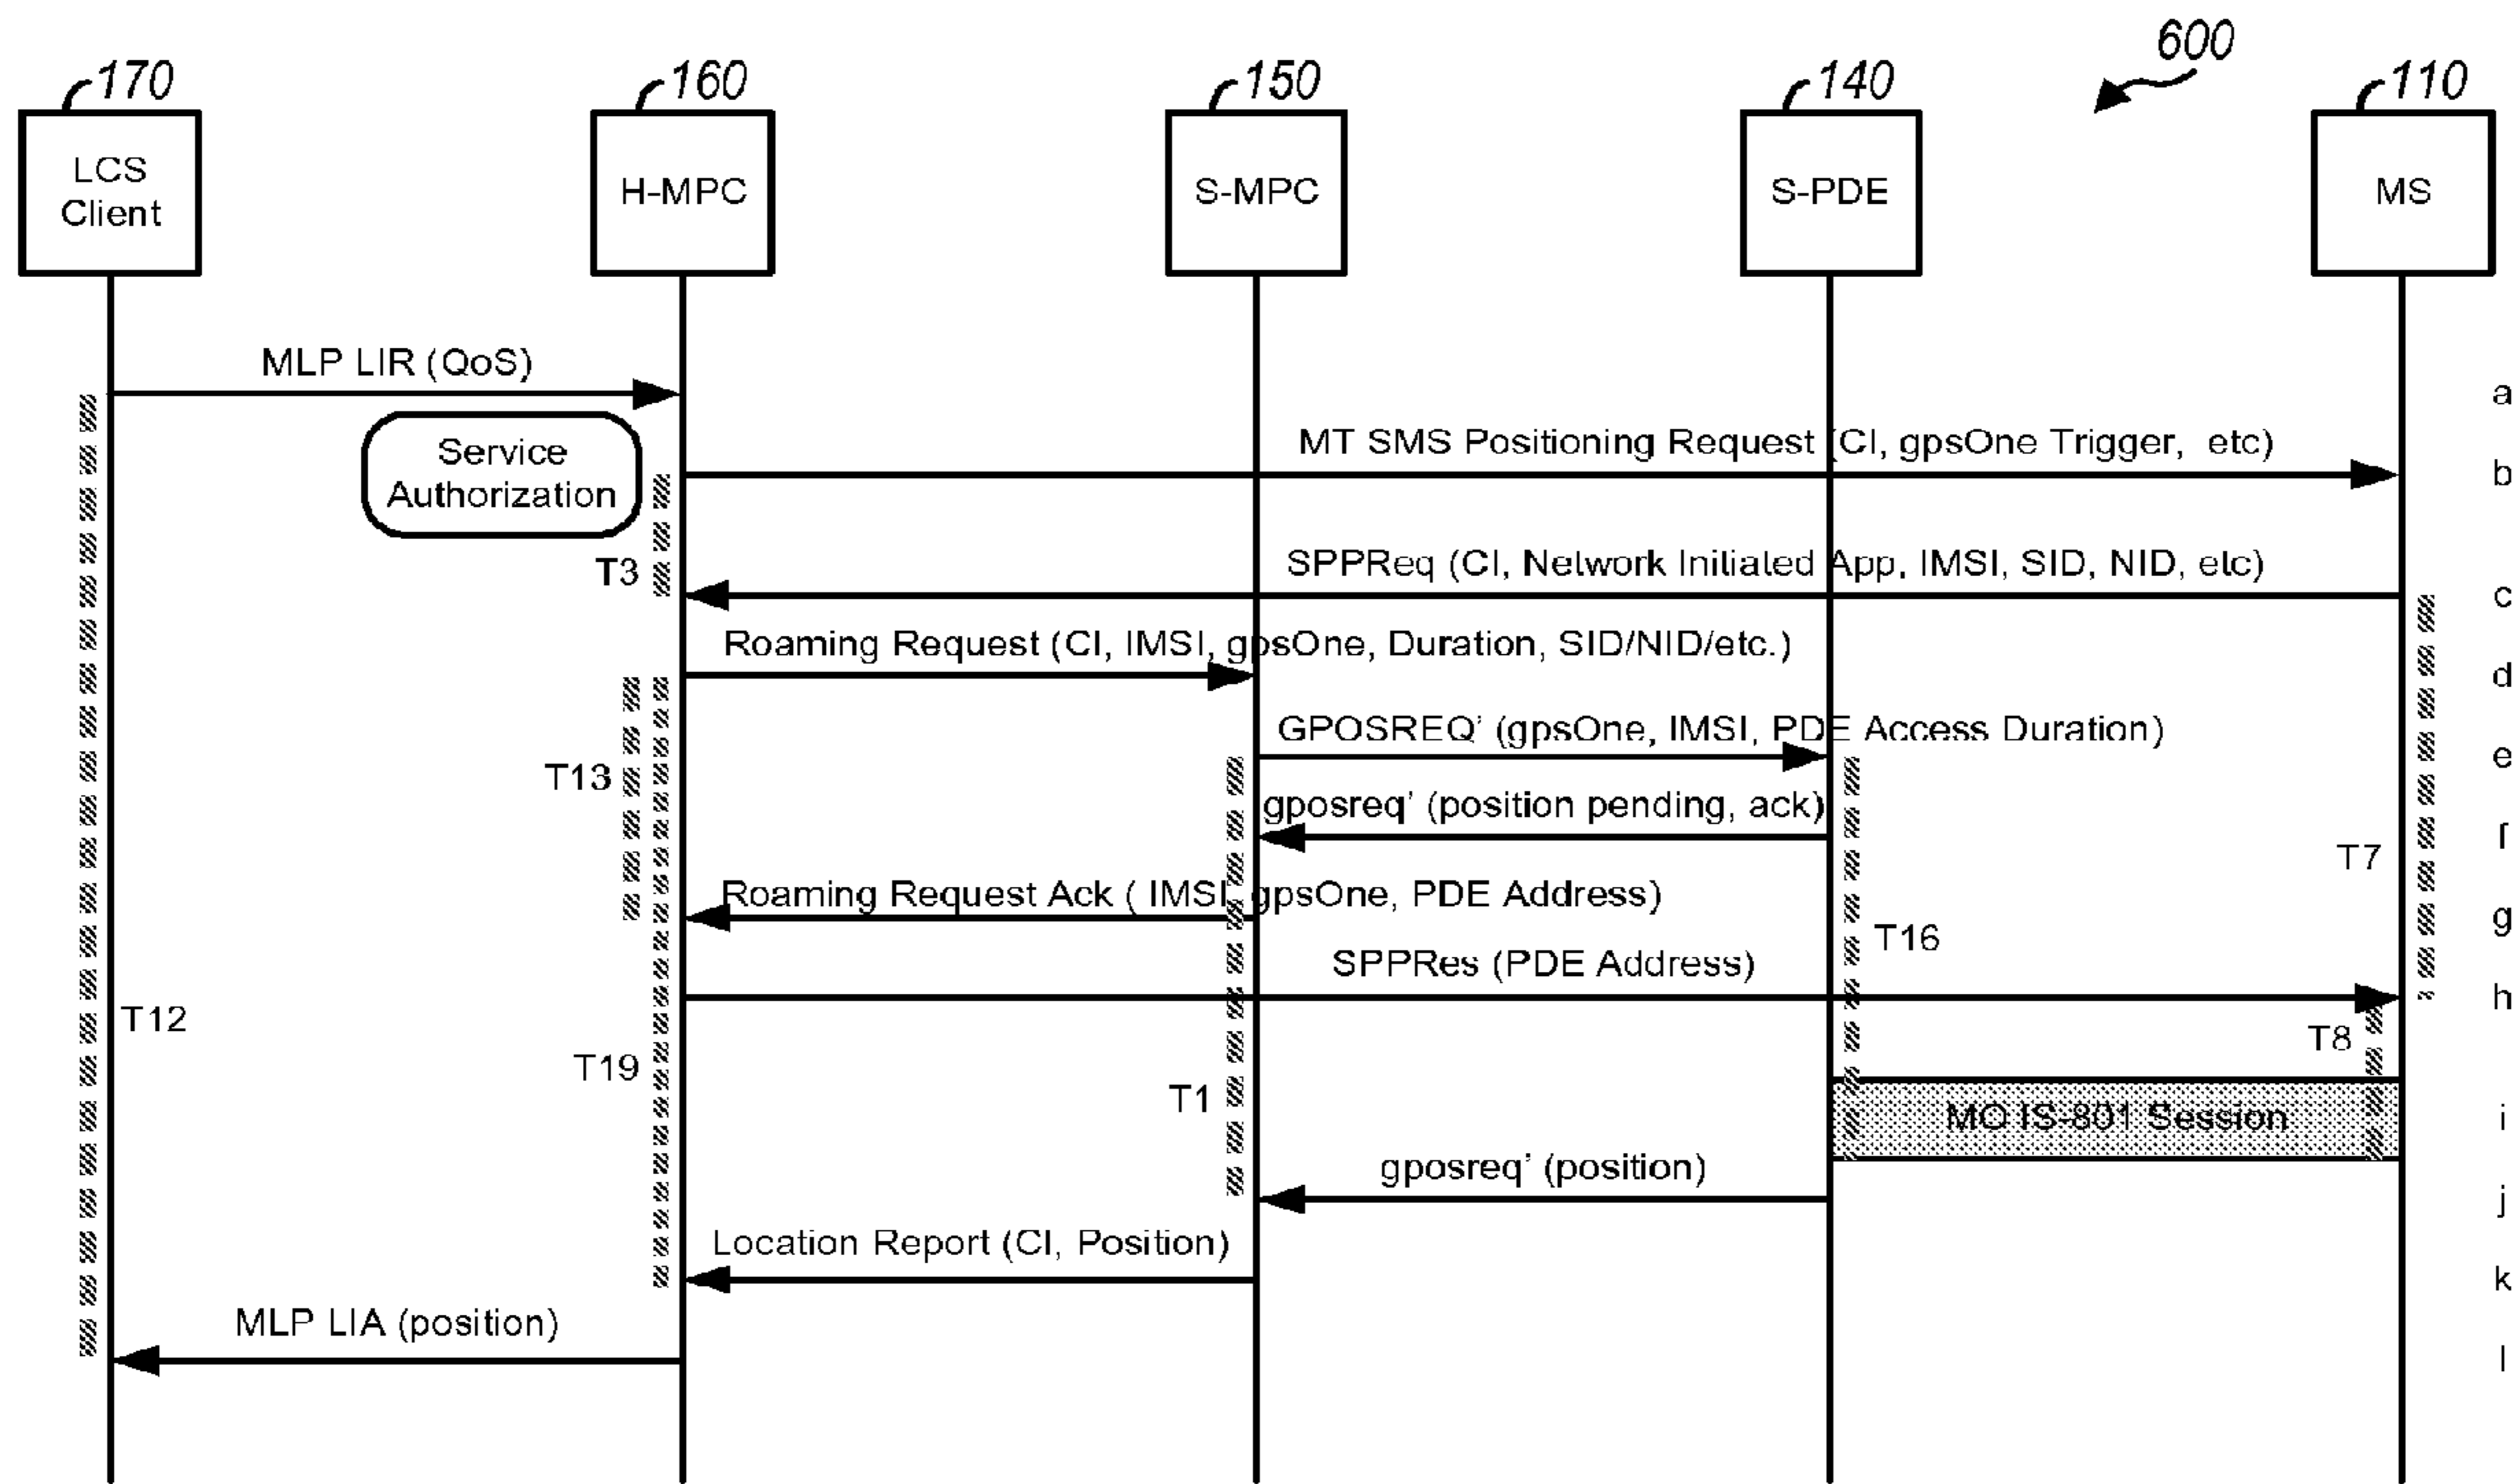 600
170
160
150
140
110
LCS
Client
H-MPC
S-MPC
S-PDE
MS
MLP LIR (QoS)
a
Service
Authorization
MT SMS Positioning Request (CI, gpsOne Trigger, etc)
b
T3
SPPReq (CI, Network Initiated App, IMSI, SID, NID, etc)
c
Roaming Request (CI, IMSI, gpsOne, Duration, SID/NID/etc.)
d
GPOSREQ' (gpsOne, IMSI, PDE Access Duration)
e
T13
gposreq' (position pending, ack)
f
T7
Roaming Request Ack ( IMSI, gpsOne, PDE Address)
g
T16
SPPRes (PDE Address)
h
T12
T8
T19
T1
MO IS-801 Session
i
gposreq' (position)
j
Location Report (CI, Position)
k
MLP LIA (position)
l